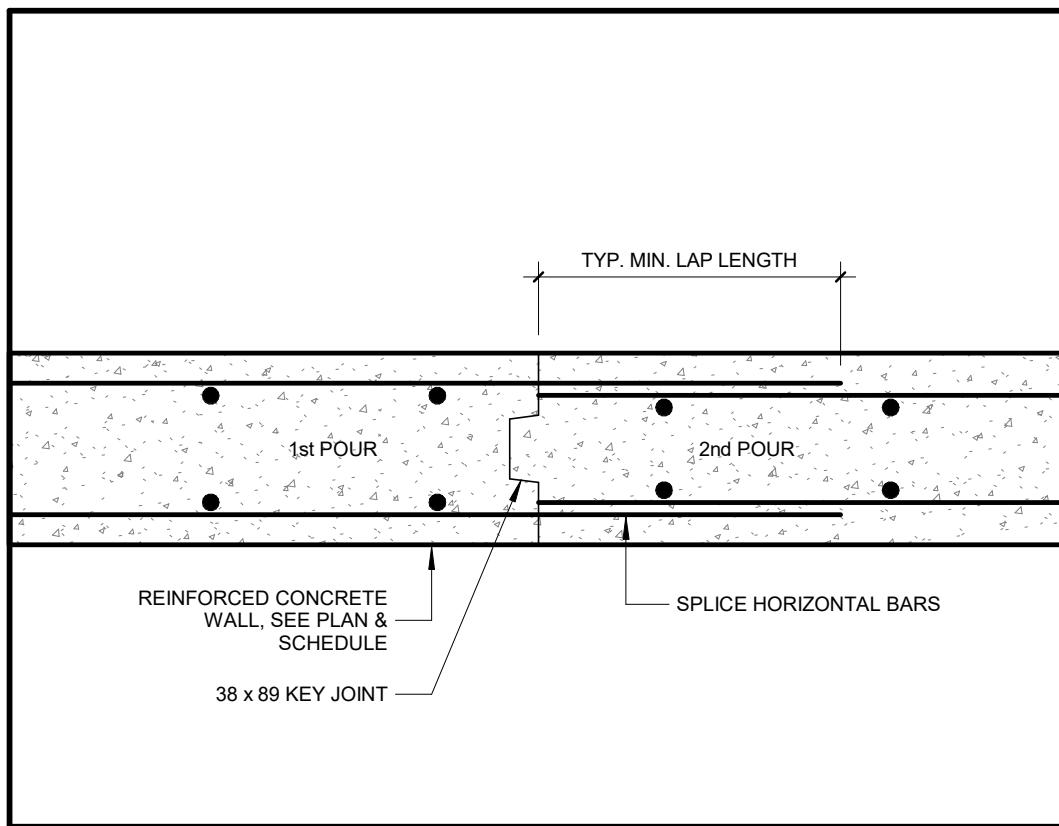 TYP. MIN. LAP LENGTH
1st POUR
2nd POUR
REINFORCED CONCRETE
WALL, SEE PLAN &
SCHEDULE
SPLICE HORIZONTAL BARS
38 x 89 KEY JOINT